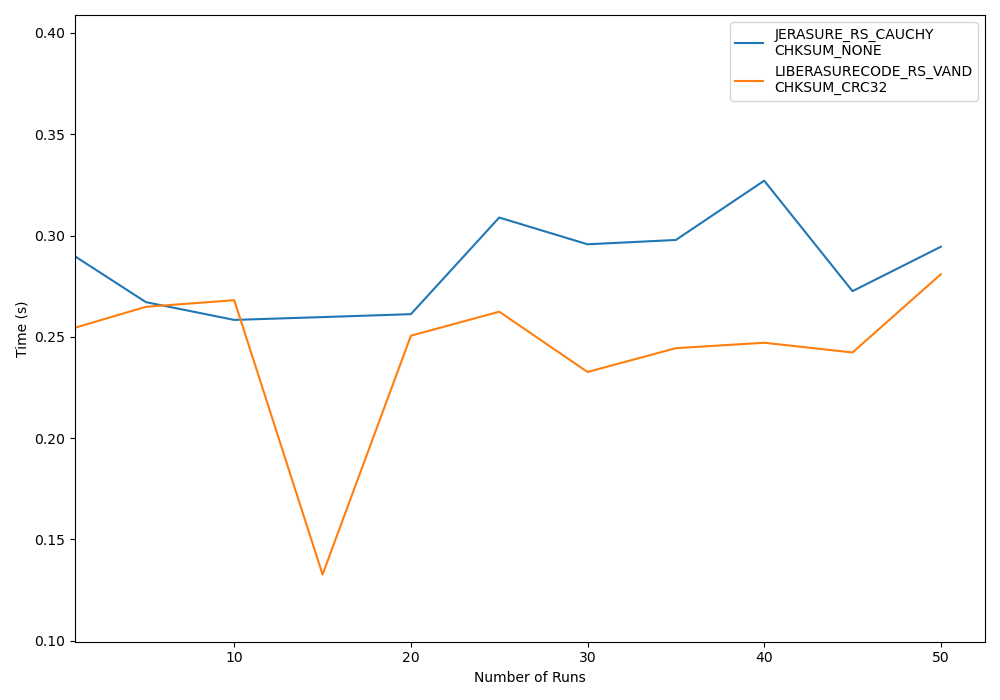 0.40
0.35
0.30
0.25
0.20
0.15
0.10
Time (s)
10
20
30
40
50
Number of Runs
JERASURE_RS_CAUCHY
CHKSUM_NONE
LIBERASURECODE_RS_VAND
CHKSUM_CRC32